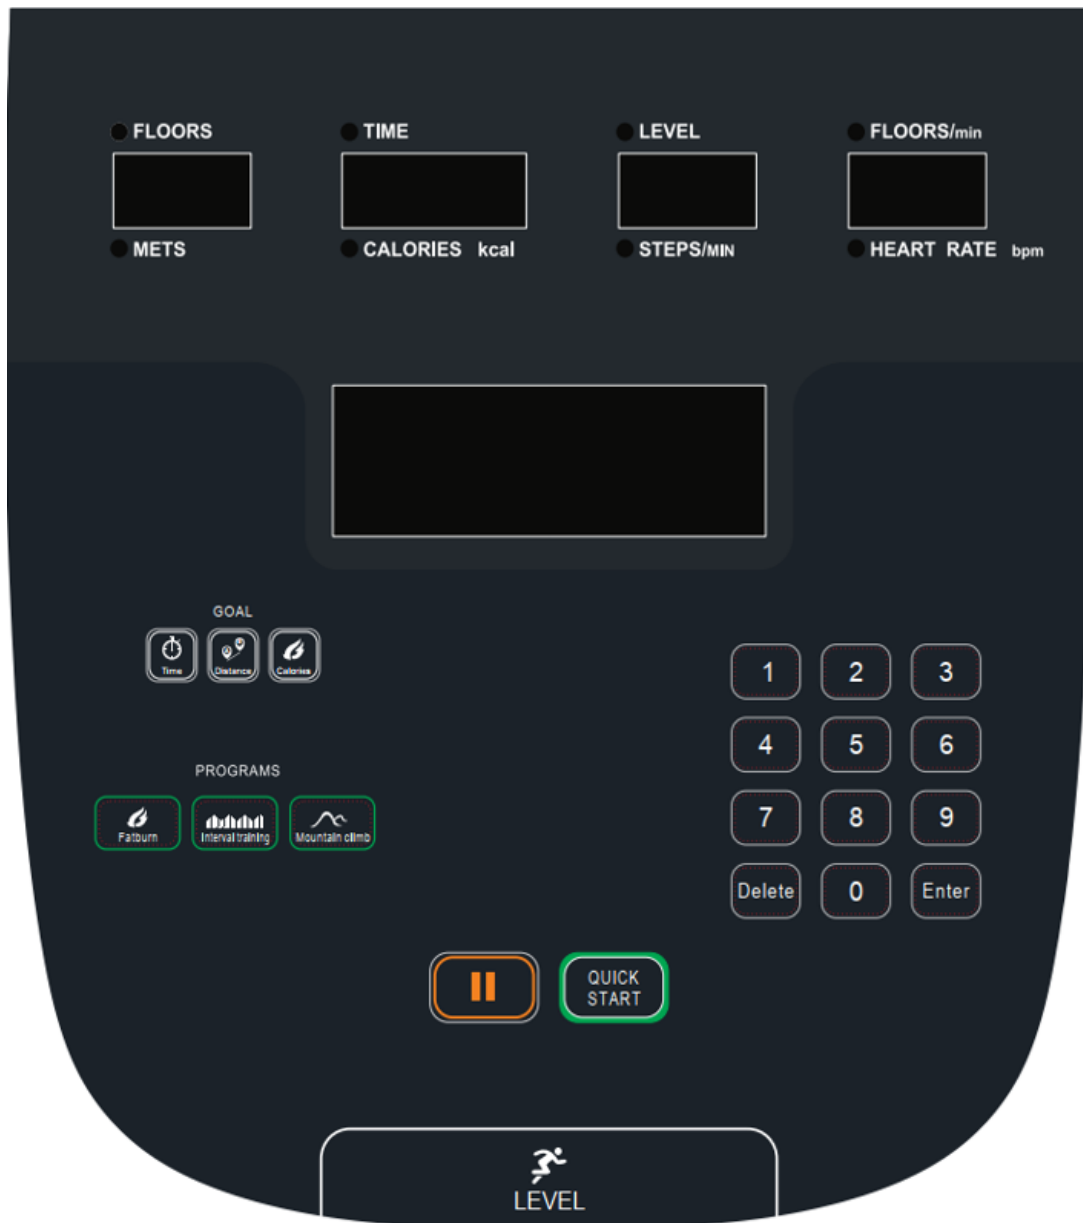 FLOORS
TIME
LEVEL
FLOORS/min
METS
CALORIES kcal
STEPS/MIN
HEART RATE bpm
GOAL
Time
Distance
Calories
PROGRAMS
Fatburn
Interval training
Mountain climb
1 2 3
4 5 6
7 8 9
Delete 0 Enter
QUICK
START
LEVEL